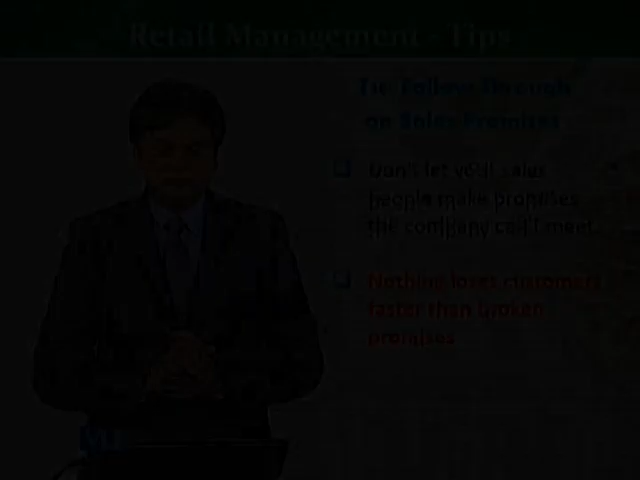 Retail Management - Tips
Tip: Follow Through
on Sales Promises
Don't let your sales
people make promises
the company can't meet.
Nothing loses customers
faster than broken
promises
VU